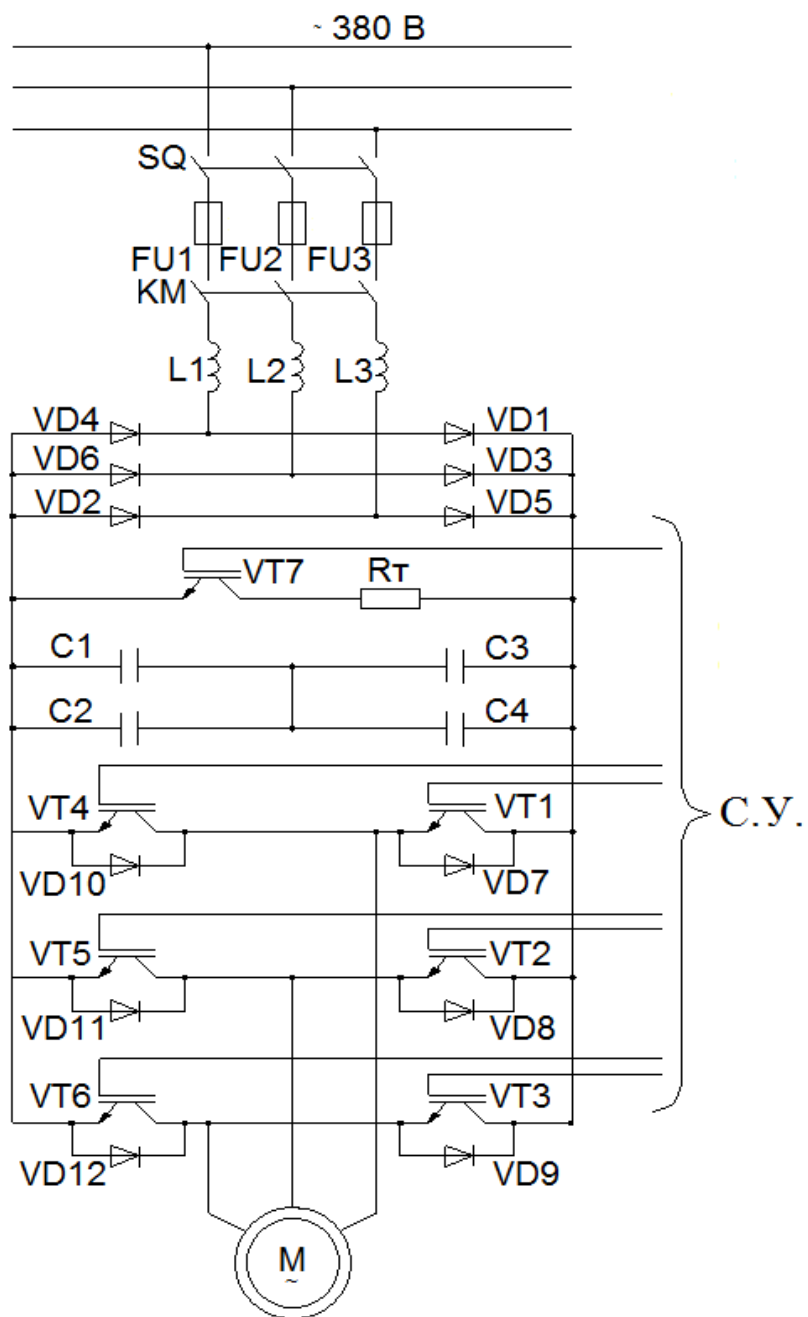 ~ 380 В
SQ
FU1 FU2 FU3
KM
L1 L2 L3
VD4 VD1
VD6 VD3
VD2 VD5
VT7 Rт
C1 C3
C2 C4
VT4 VT1
С.У.
VD10 VD7
VT5 VT2
VD11 VD8
VT6 VT3
VD12 VD9
М
~